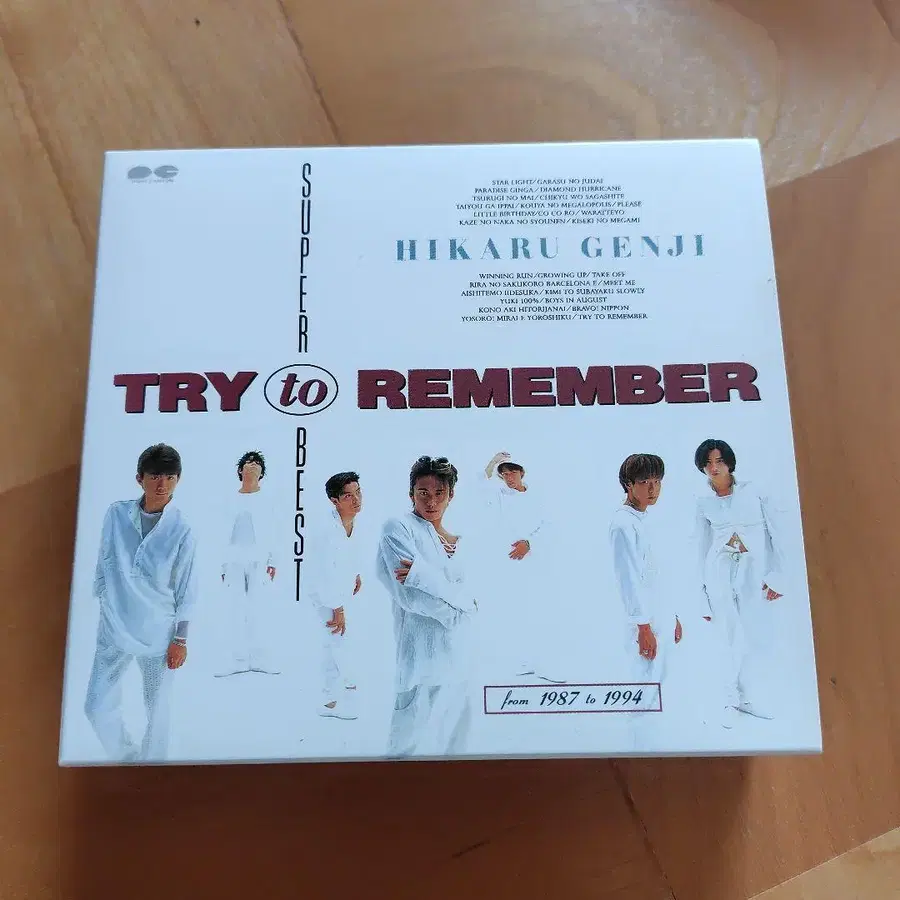 SUPER
BEST
STAR LIGHT/GARASU NO JUDAI
PARADISE GINGA/DIAMOND HURRICANE
TSURUGI NO MAI/CHIKYU WO SAGASHITE
TAIYOU GA IPPAI/KOUYA NO MEGALOPOLIS/PLEASE
LITTLE BIRTHDAY/CO CO RO/WARATTEYO
KAZE NO NAKA NO SYOUNEN/KISEKI NO MEGAMI
HIKARU GENJI
WINNING RUN/GROWING UP/TAKE OFF
RIRA NO SAKUKORO BARCELONA E/MEET ME
AISHITEMO IIDESUKA/KIMI TO SUBAYAKU SLOWLY
YUKI 100%/BOYS IN AUGUST
KONO AKI HITORIJANAI/BRAVO! NIPPON
YOSORO! MIRAI E YOROSHIKU/TRY TO REMEMBER
TRY to REMEMBER
from 1987 to 1994